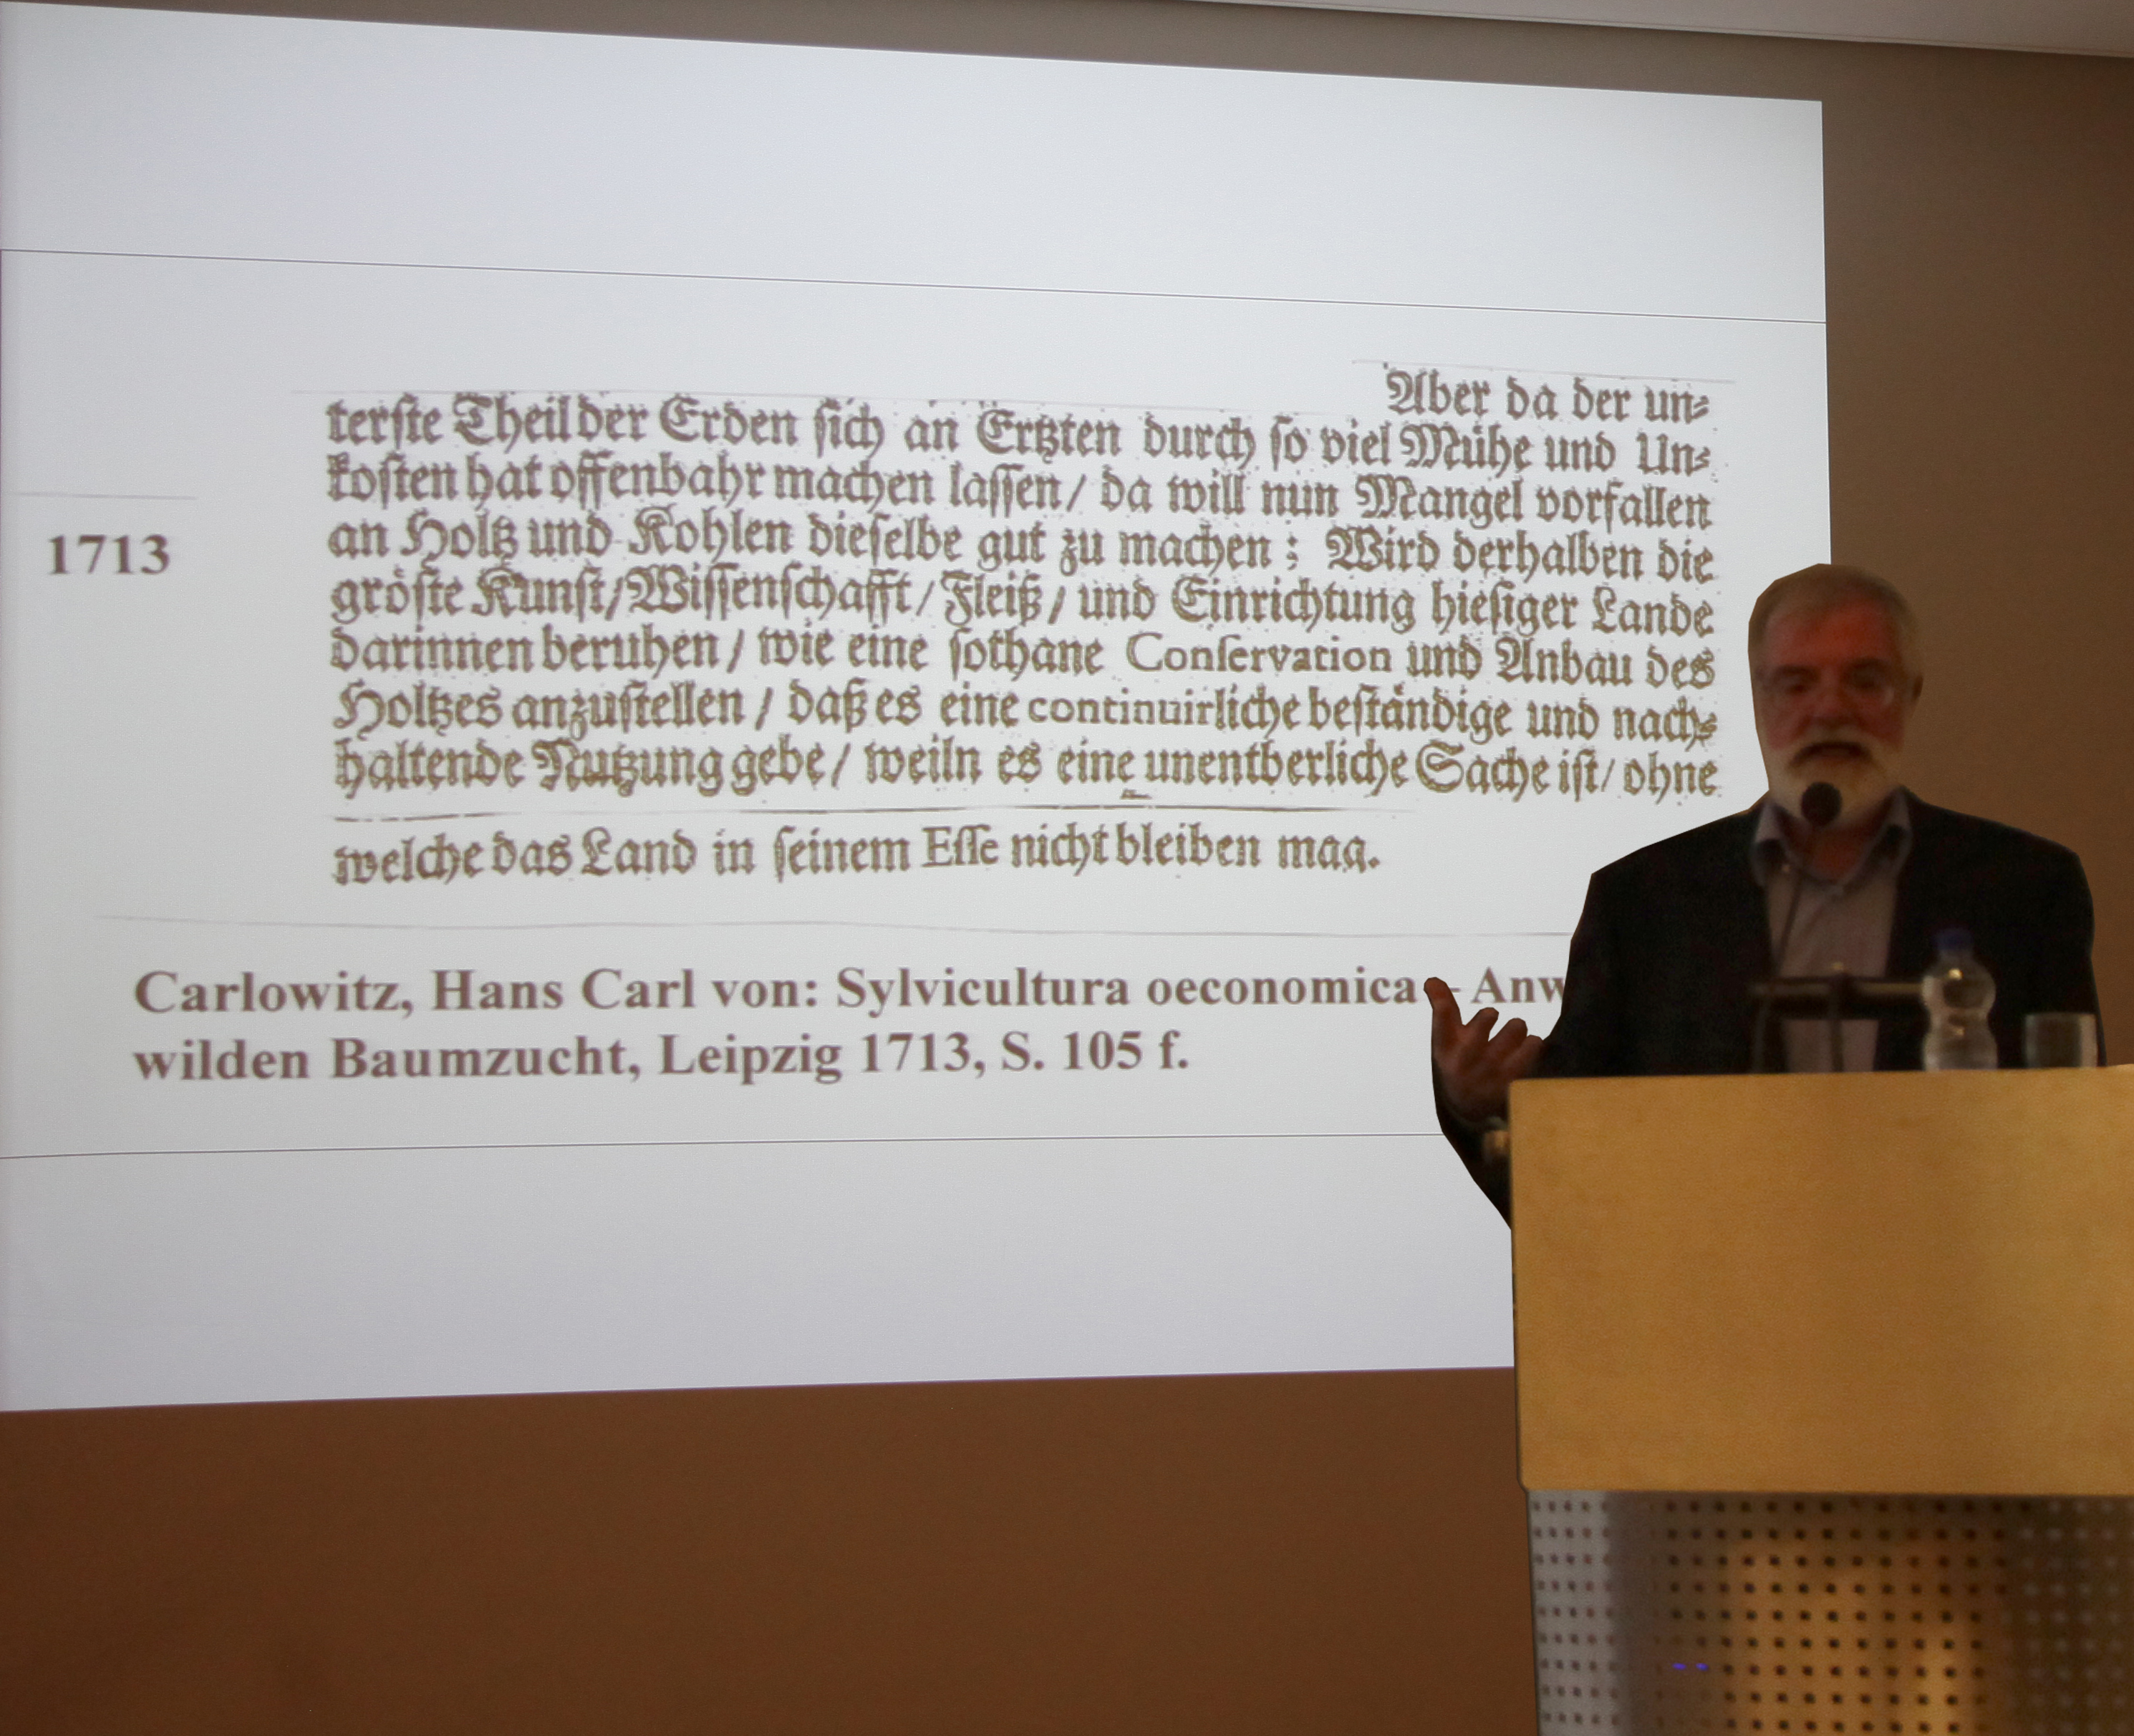 Aber da der un⸗
terſte Theil der Erden ſich an Ertzten durch ſo viel Mühe und Un⸗
koſten hat offenbahr machen laſſen / da will nun Mangel vorfallen
an Holtz und Kohlen dieſelbe gut zu machen; Wird derhalben die
gröſte Kunſt / Wiſſenſchafft / Fleiß / und Einrichtung hieſiger Lande
1713
darinnen beruhen / wie eine ſothane Conſervation und Anbau des
Holtzes anzuſtellen / daß es eine continuirliche beſtändige und nach⸗
haltende Nutzung gebe / weiln es eine unentberliche Sache iſt / ohne
welche das Land in ſeinem Eſſe nicht bleiben mag.
Carlowitz, Hans Carl von: Sylvicultura oeconomica - Anw
wilden Baumzucht, Leipzig 1713, S. 105 f.